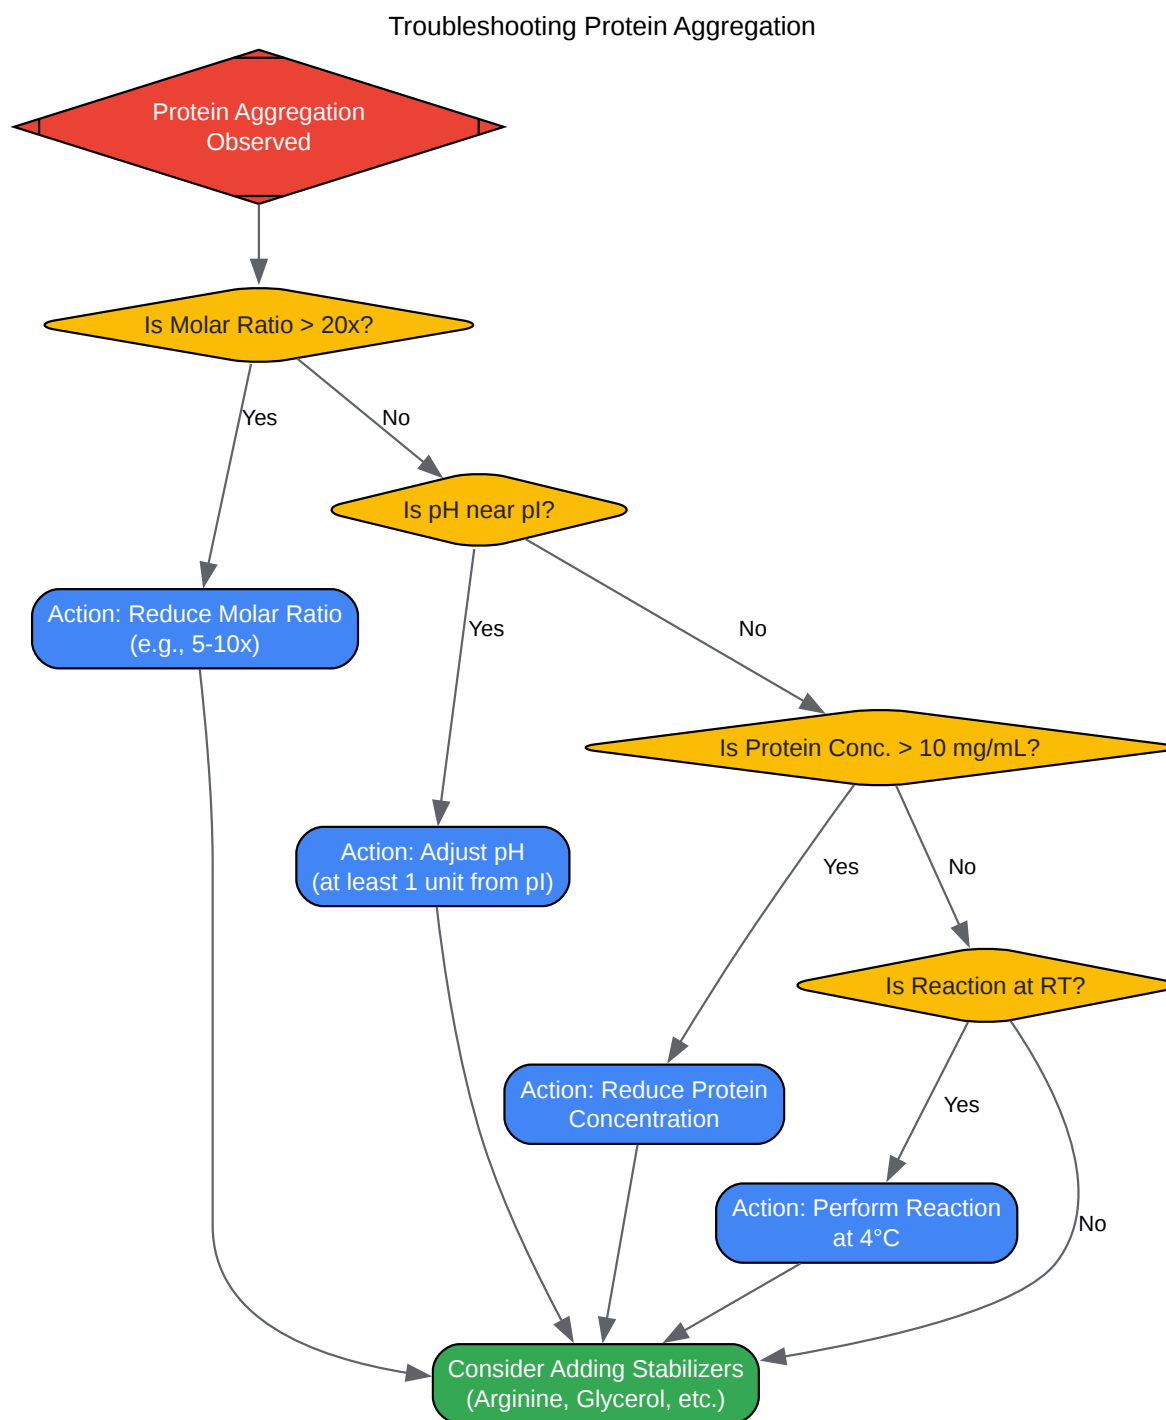 Troubleshooting Protein Aggregation
Protein Aggregation
Observed
Is Molar Ratio > 20x?
Yes
No
Is pH near pI?
Action: Reduce Molar Ratio
(e.g., 5-10x)
Yes
No
Is Protein Conc. > 10 mg/mL?
Action: Adjust pH
(at least 1 unit from pI)
Yes
No
Is Reaction at RT?
Action: Reduce Protein
Concentration
Yes
Action: Perform Reaction
at 4°C
No
Consider Adding Stabilizers
(Arginine, Glycerol, etc.)